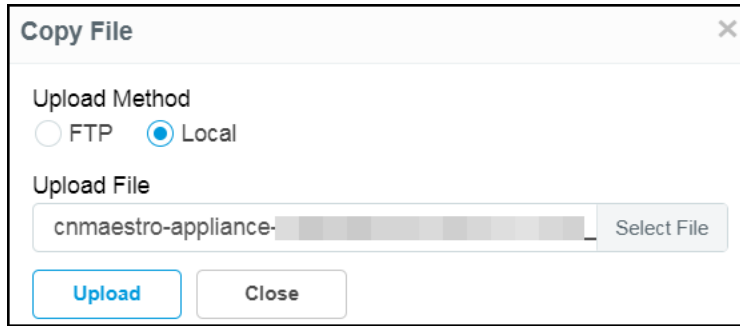 Copy File ×
Upload Method
FTP Local
Upload File
cnmaestro-appliance- _ Select File
Upload Close